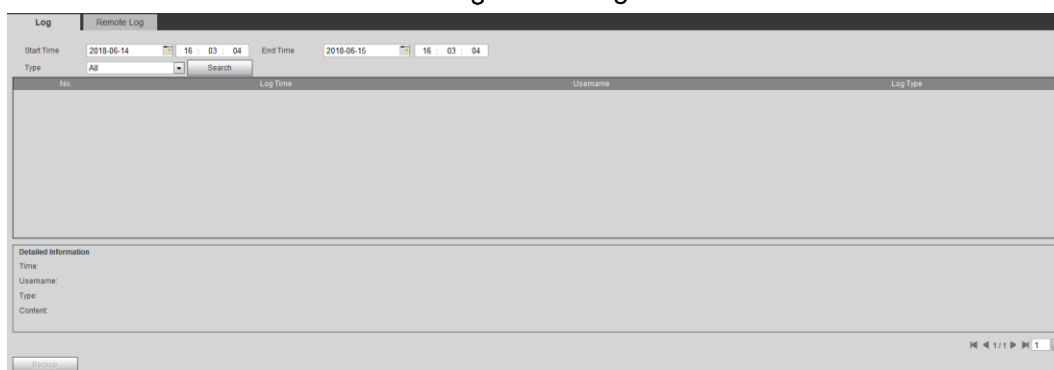 Log Remote Log
Start Time 2018-06-14 16 : 03 : 04 End Time 2018-06-15 16 : 03 : 04
Type All Search
No. Log Time Username Log Type
Detailed Information
Time:
Username:
Type:
Content:
1/1 1
Backup